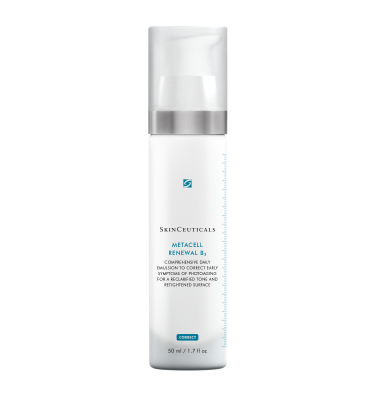 SKINCEUTICALS
METACELL
RENEWAL B3
COMPREHENSIVE DAILY
EMULSION TO CORRECT EARLY
SYMPTOMS OF PHOTOAGING
FOR A RECLARIFIED TONE AND
RETIGHTENED SURFACE
CORRECT
50 ml / 1.7 fl oz